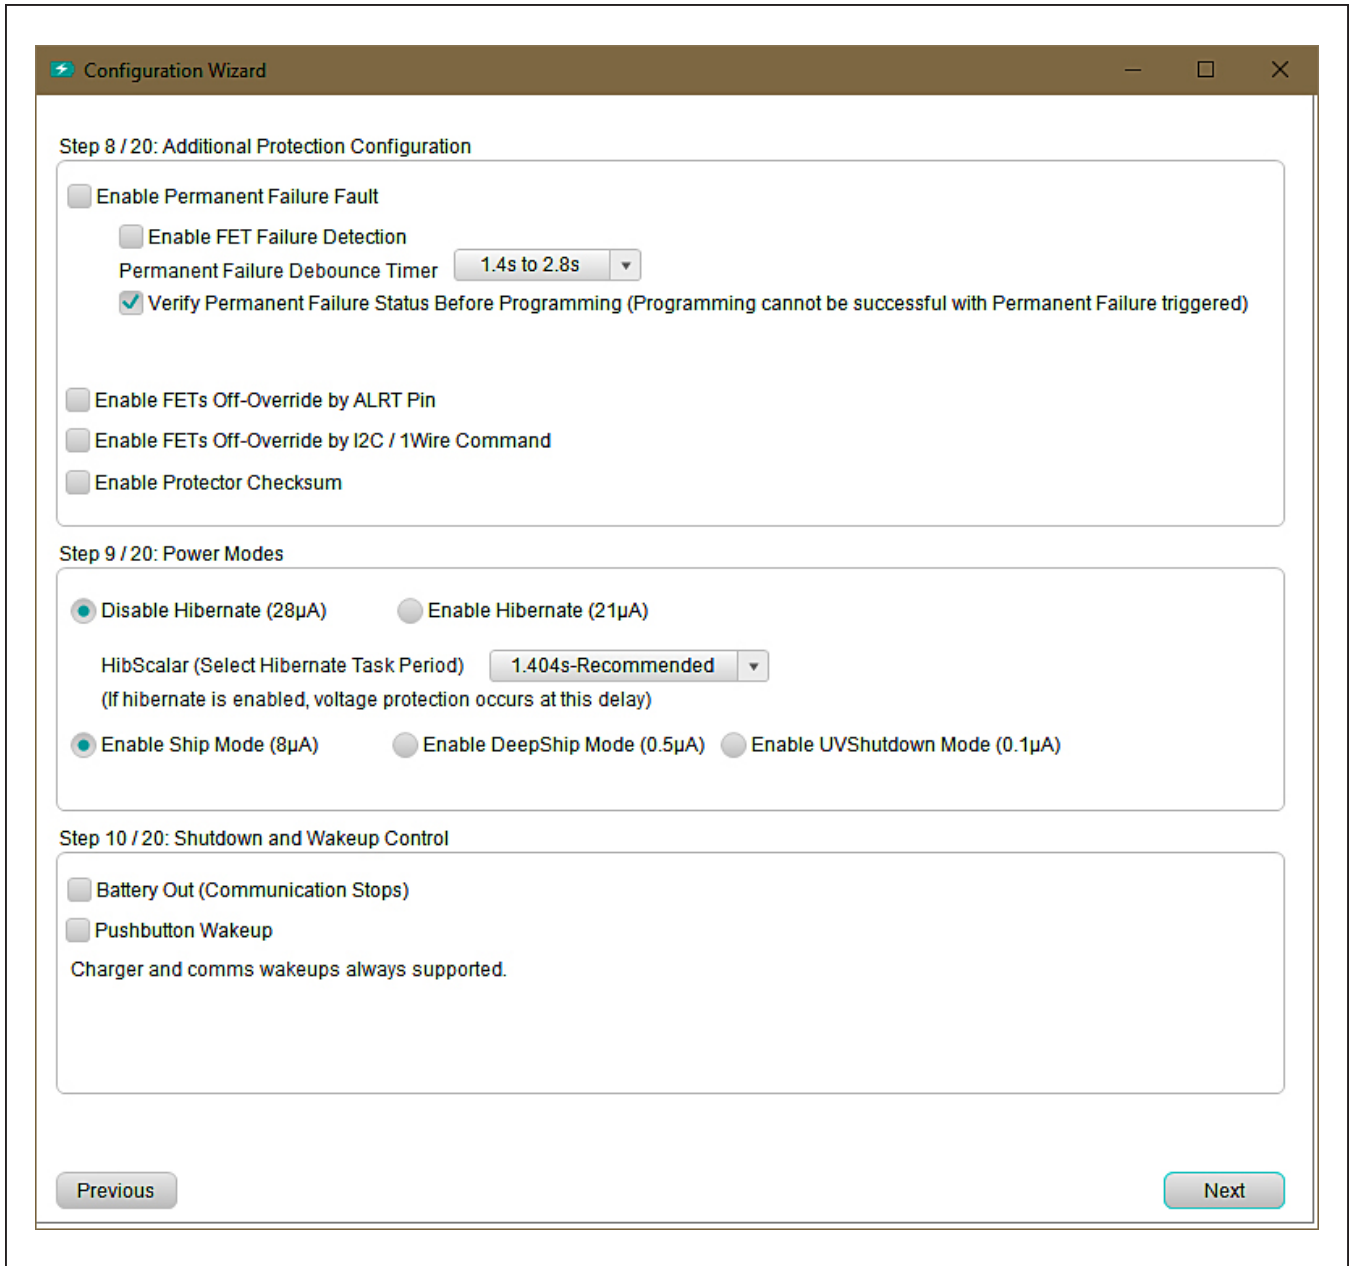 Configuration Wizard
Step 8 / 20: Additional Protection Configuration
Enable Permanent Failure Fault
Enable FET Failure Detection
Permanent Failure Debounce Timer 1.4s to 2.8s
Verify Permanent Failure Status Before Programming (Programming cannot be successful with Permanent Failure triggered)
Enable FETs Off-Override by ALRT Pin
Enable FETs Off-Override by I2C / 1Wire Command
Enable Protector Checksum
Step 9 / 20: Power Modes
Disable Hibernate (28µA) Enable Hibernate (21µA)
HibScalar (Select Hibernate Task Period) 1.404s-Recommended
(If hibernate is enabled, voltage protection occurs at this delay)
Enable Ship Mode (8µA) Enable DeepShip Mode (0.5µA) Enable UVShutdown Mode (0.1µA)
Step 10 / 20: Shutdown and Wakeup Control
Battery Out (Communication Stops)
Pushbutton Wakeup
Charger and comms wakeups always supported.
Previous Next